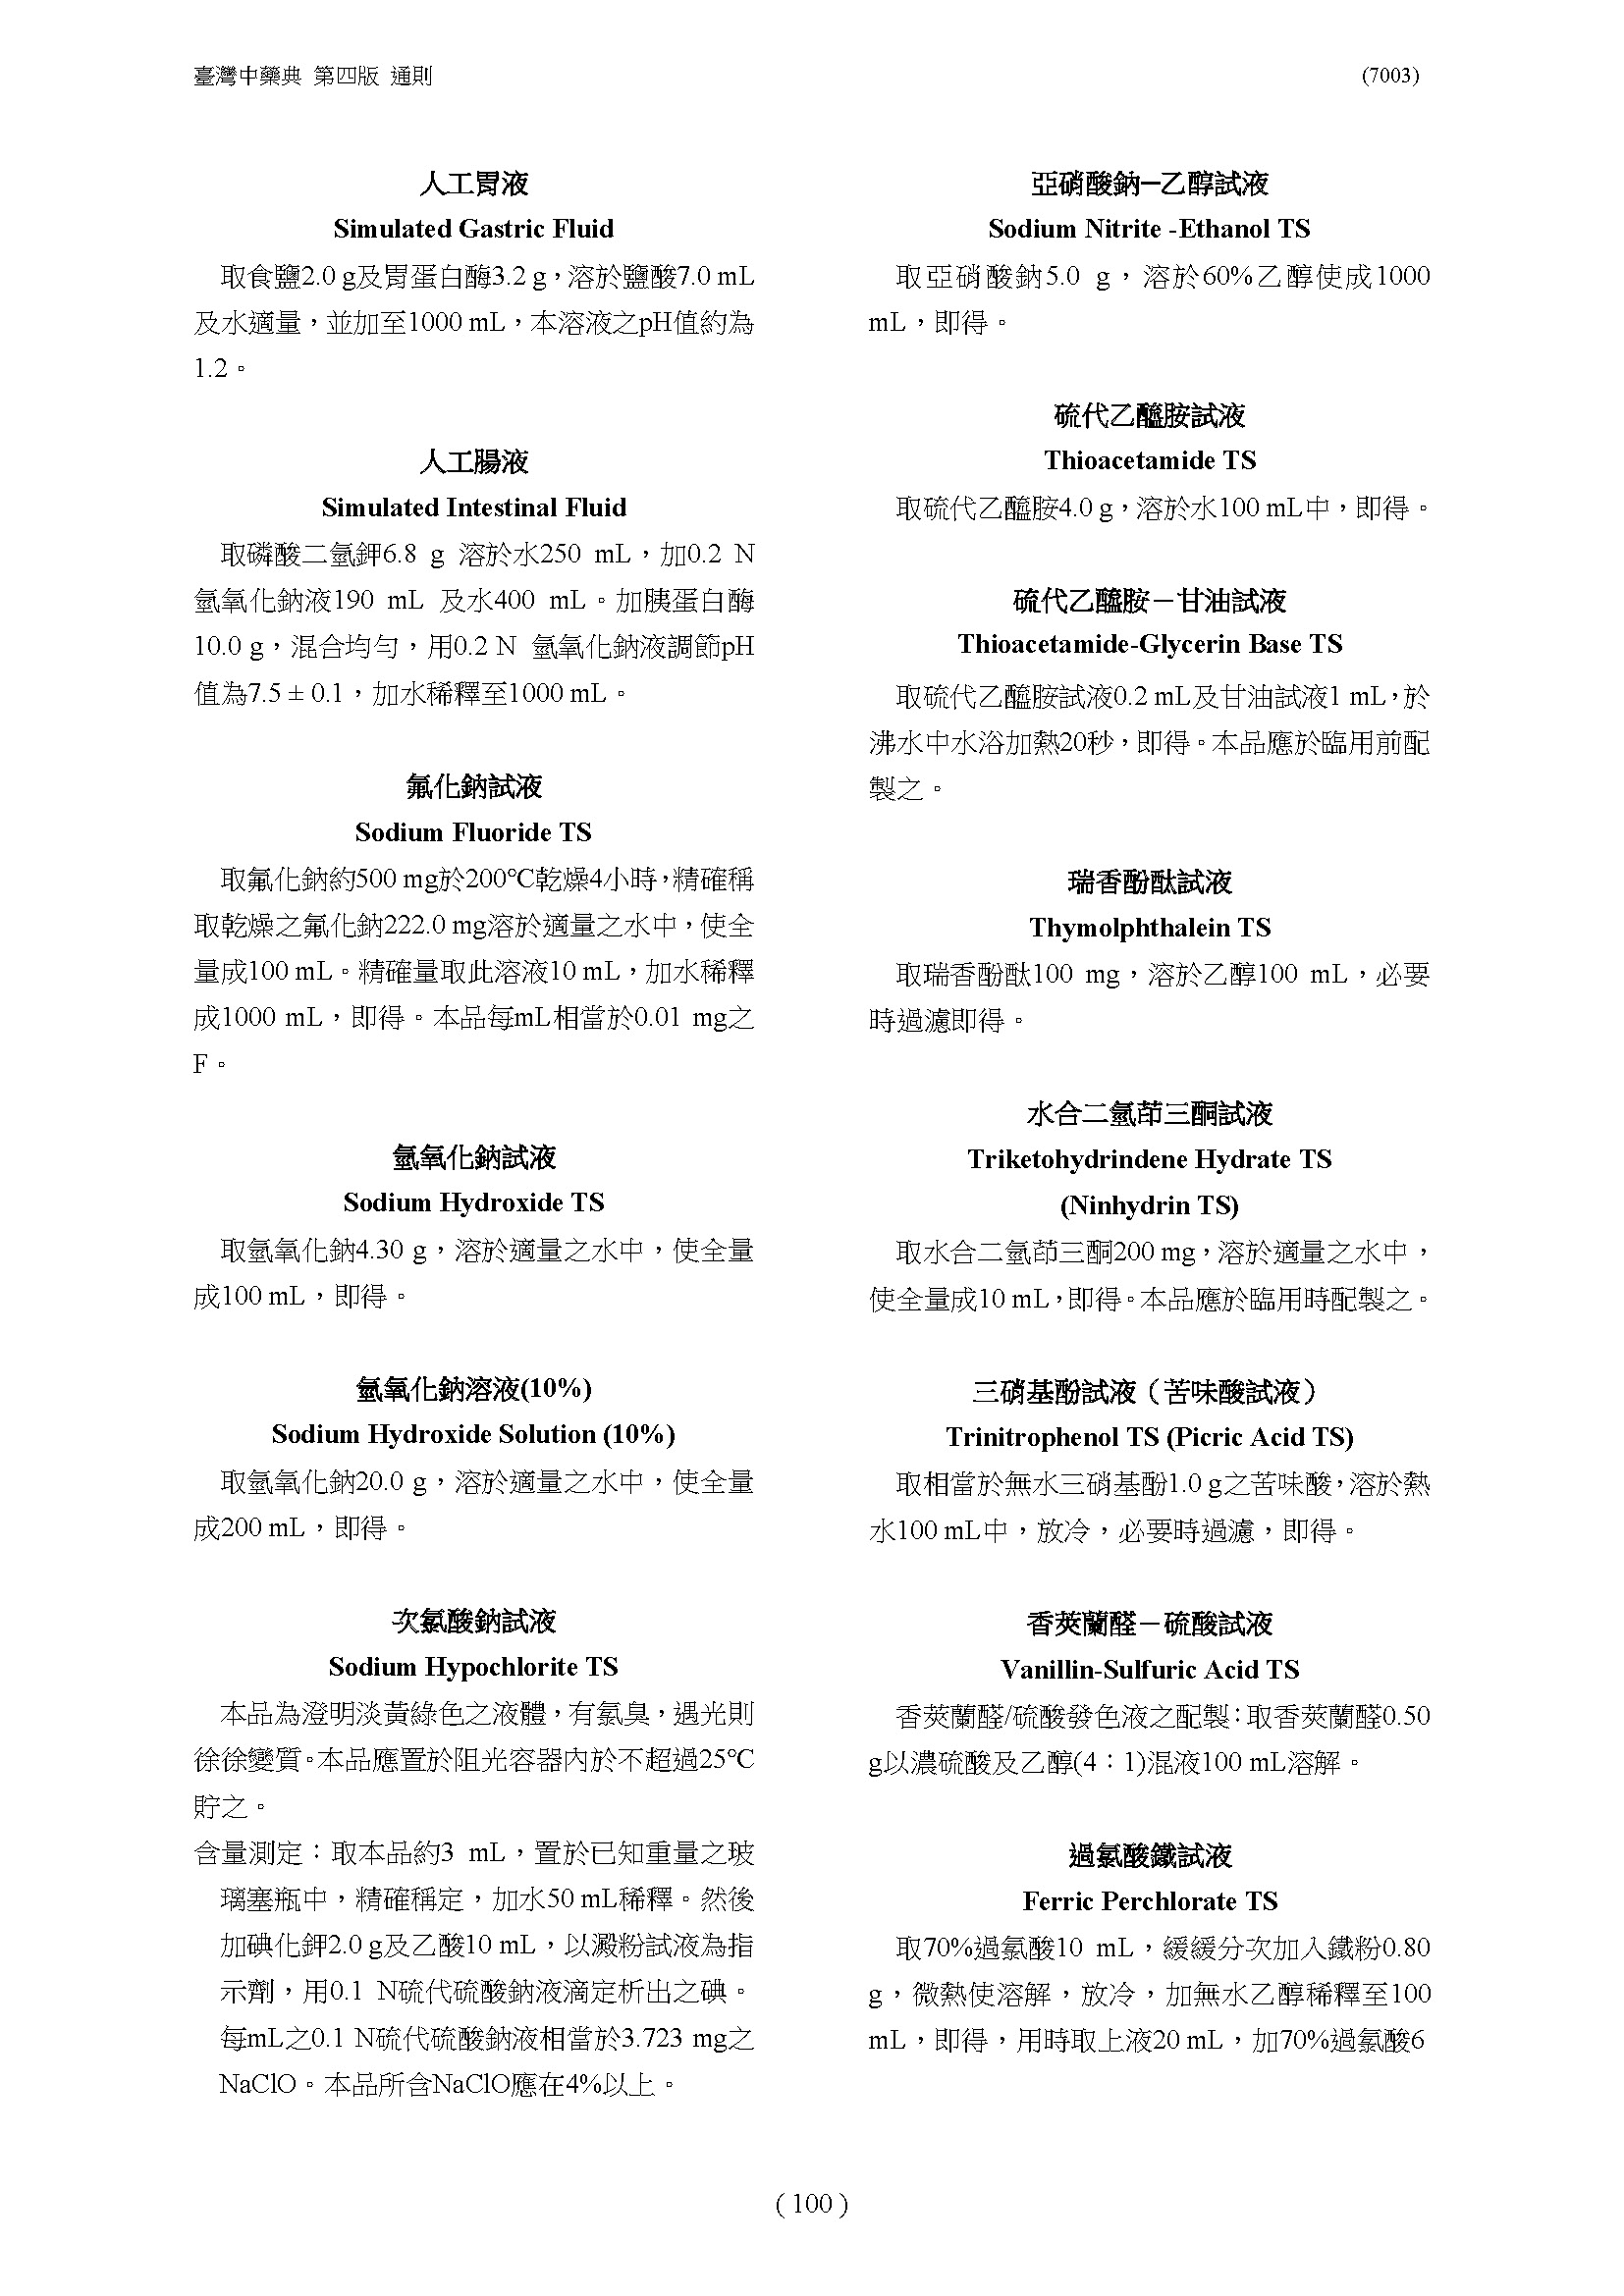 臺灣中藥典 第四版 通則
(7003)
人工胃液
Simulated Gastric Fluid
取食鹽2.0 g及胃蛋白酶3.2 g，溶於鹽酸7.0 mL
及水適量，並加至1000 mL，本溶液之pH值約為
1.2。
人工腸液
Simulated Intestinal Fluid
取磷酸二氫鉀6.8 g 溶於水250 mL，加0.2 N
氫氧化鈉液190 mL 及水400 mL。加胰蛋白酶
10.0 g，混合均勻，用0.2 N 氫氧化鈉液調節pH
值為7.5 ± 0.1，加水稀釋至1000 mL。
氟化鈉試液
Sodium Fluoride TS
取氟化鈉約500 mg於200℃乾燥4小時，精確稱
取乾燥之氟化鈉222.0 mg溶於適量之水中，使全
量成100 mL。精確量取此溶液10 mL，加水稀釋
成1000 mL，即得。本品每mL相當於0.01 mg之
F。
氫氧化鈉試液
Sodium Hydroxide TS
取氫氧化鈉4.30 g，溶於適量之水中，使全量
成100 mL，即得。
氫氧化鈉溶液(10%)
Sodium Hydroxide Solution (10%)
取氫氧化鈉20.0 g，溶於適量之水中，使全量
成200 mL，即得。
次氯酸鈉試液
Sodium Hypochlorite TS
本品為澄明淡黃綠色之液體，有氯臭，遇光則
徐徐變質。本品應置於阻光容器內於不超過25℃
貯之。
含量測定：取本品約3 mL，置於已知重量之玻
璃塞瓶中，精確稱定，加水50 mL稀釋。然後
加碘化鉀2.0 g及乙酸10 mL，以澱粉試液為指
示劑，用0.1 N硫代硫酸鈉液滴定析出之碘。
每mL之0.1 N硫代硫酸鈉液相當於3.723 mg之
NaClO。本品所含NaClO應在4%以上。
亞硝酸鈉─乙醇試液
Sodium Nitrite -Ethanol TS
取亞硝酸鈉5.0 g，溶於60%乙醇使成1000
mL，即得。
硫代乙醯胺試液
Thioacetamide TS
取硫代乙醯胺4.0 g，溶於水100 mL中，即得。
硫代乙醯胺－甘油試液
Thioacetamide-Glycerin Base TS
取硫代乙醯胺試液0.2 mL及甘油試液1 mL，於
沸水中水浴加熱20秒，即得。本品應於臨用前配
製之。
瑞香酚酞試液
Thymolphthalein TS
取瑞香酚酞100 mg，溶於乙醇100 mL，必要
時過濾即得。
水合二氫茚三酮試液
Triketohydrindene Hydrate TS
(Ninhydrin TS)
取水合二氫茚三酮200 mg，溶於適量之水中，
使全量成10 mL，即得。本品應於臨用時配製之。
三硝基酚試液（苦味酸試液）
Trinitrophenol TS (Picric Acid TS)
取相當於無水三硝基酚1.0 g之苦味酸，溶於熱
水100 mL中，放冷，必要時過濾，即得。
香莢蘭醛－硫酸試液
Vanillin-Sulfuric Acid TS
香莢蘭醛/硫酸發色液之配製：取香莢蘭醛0.50
g以濃硫酸及乙醇(4：1)混液100 mL溶解。
過氯酸鐵試液
Ferric Perchlorate TS
取70%過氯酸10 mL，緩緩分次加入鐵粉0.80
g，微熱使溶解，放冷，加無水乙醇稀釋至100
mL，即得，用時取上液20 mL，加70%過氯酸6
( 100 )